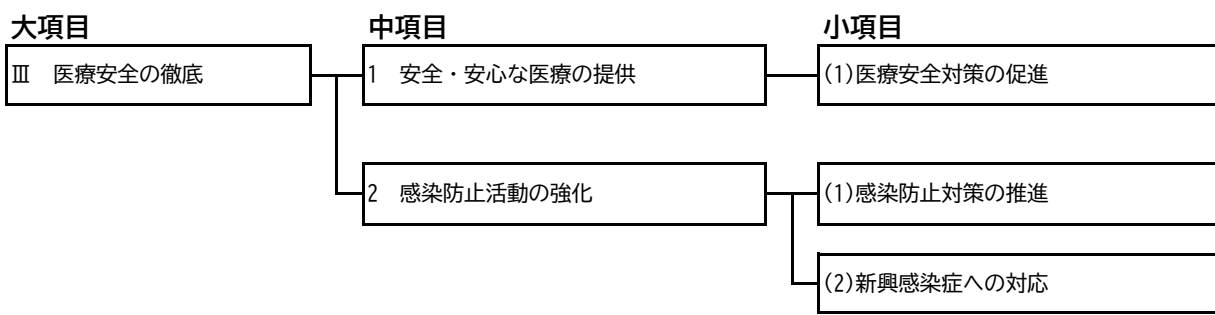 大項目 中項目 小項目
Ⅲ 医療安全の徹底 1 安全・安心な医療の提供 (1)医療安全対策の促進
2 感染防止活動の強化 (1)感染防止対策の推進
(2)新興感染症への対応